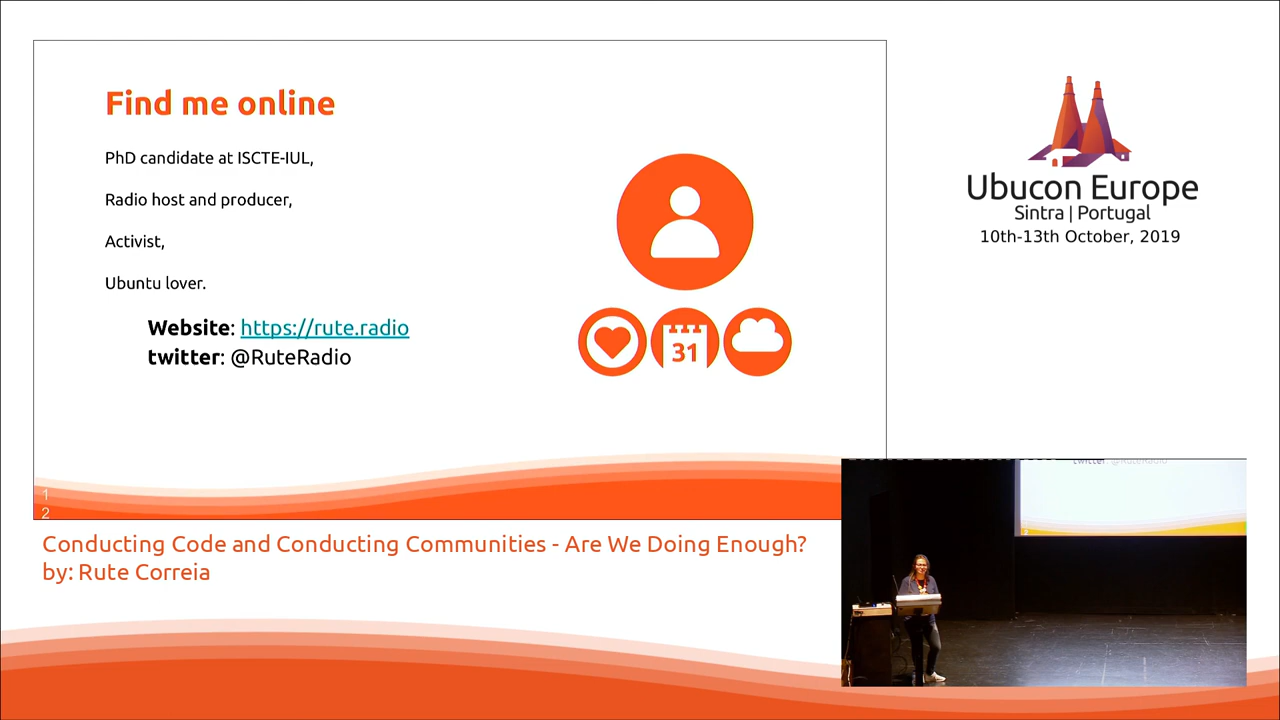 Find me online
PhD candidate at ISCTE-IUL,
Radio host and producer,
Activist,
Ubuntu lover.
Website: https://rute.radio
twitter: @RuteRadio
31
1
2
Ubucon Europe
Sintra | Portugal
10th-13th October, 2019
twitter: @RuteRadio
Conducting Code and Conducting Communities - Are We Doing Enough?
by: Rute Correia